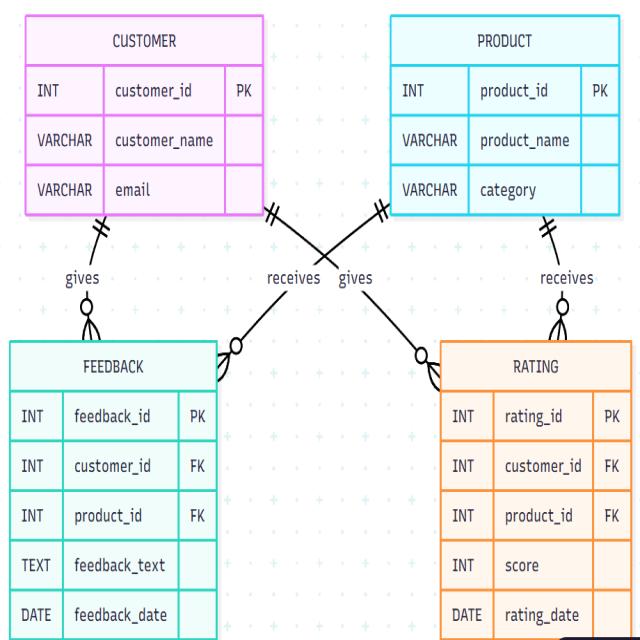 CUSTOMER
INT customer_id PK
VARCHAR customer_name
VARCHAR email
PRODUCT
INT product_id PK
VARCHAR product_name
VARCHAR category
gives
receives
gives
receives
FEEDBACK
INT feedback_id PK
INT customer_id FK
INT product_id FK
TEXT feedback_text
DATE feedback_date
RATING
INT rating_id PK
INT customer_id FK
INT product_id FK
INT score
DATE rating_date